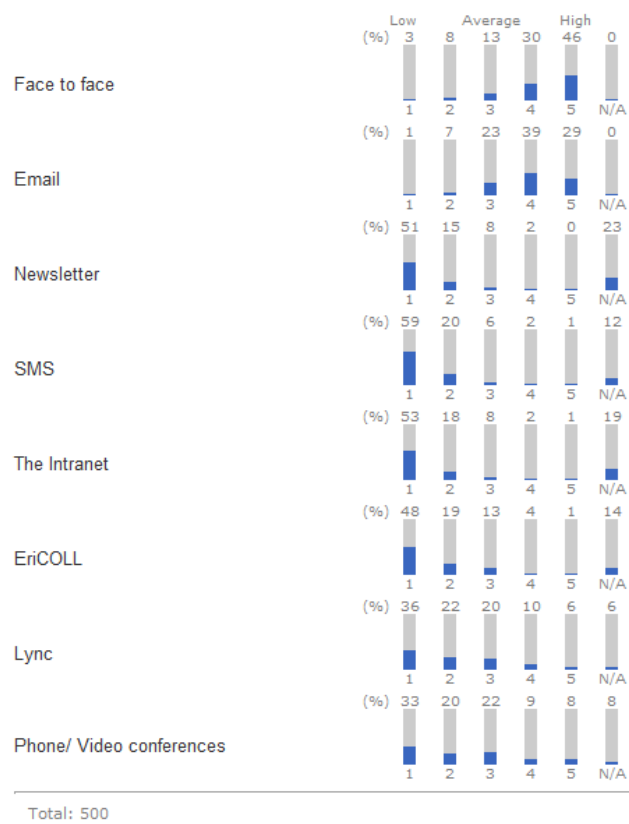 Low Average High
(%) 3 8 13 30 46 0
Face to face
1 2 3 4 5 N/A
(%) 1 7 23 39 29 0
Email
1 2 3 4 5 N/A
(%) 51 15 8 2 0 23
Newsletter
1 2 3 4 5 N/A
(%) 59 20 6 2 1 12
SMS
1 2 3 4 5 N/A
(%) 53 18 8 2 1 19
The Intranet
1 2 3 4 5 N/A
(%) 48 19 13 4 1 14
EriCOLL
1 2 3 4 5 N/A
(%) 36 22 20 10 6 6
Lync
1 2 3 4 5 N/A
(%) 33 20 22 9 8 8
Phone/ Video conferences
1 2 3 4 5 N/A
Total: 500